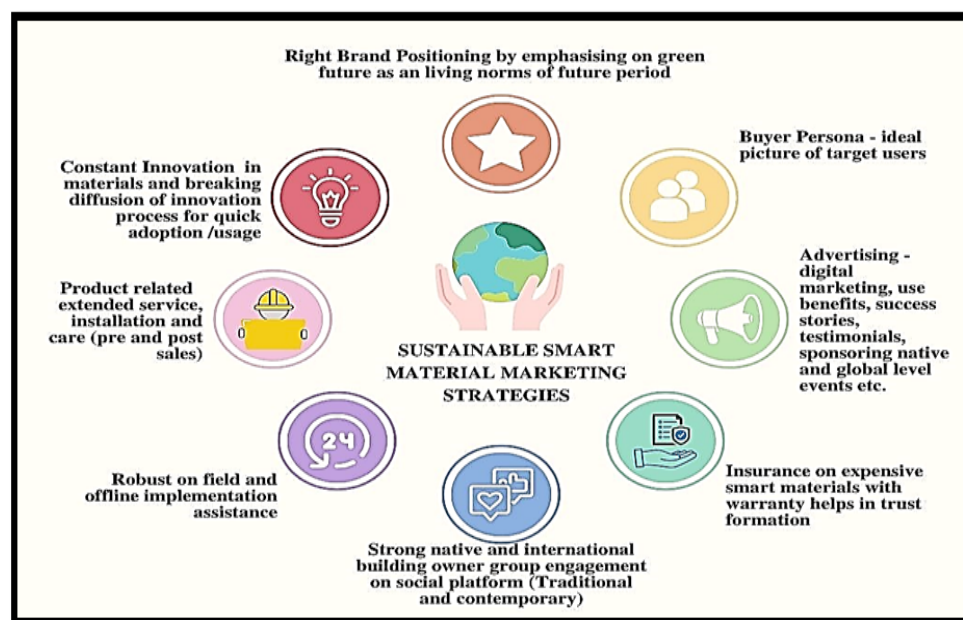 Right Brand Positioning by emphasising on green
future as an living norms of future period
Buyer Persona - ideal
picture of target users
Advertising -
digital
marketing, use
benefits, success
stories,
testimonials,
sponsoring native
and global level
events etc.
Insurance on expensive
smart materials with
warranty helps in trust
formation
Strong native and international
building owner group engagement
on social platform (Traditional
and contemporary)
24
Robust on field and
offline implementation
assistance
Product related
extended service,
installation and
care (pre and post
sales)
Constant Innovation in
materials and breaking
diffusion of innovation
process for quick
adoption /usage
SUSTAINABLE SMART
MATERIAL MARKETING
STRATEGIES